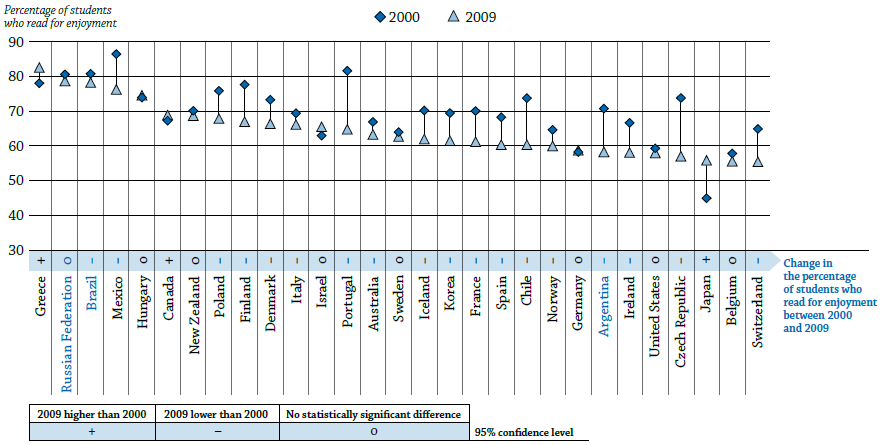 Percentage of students
who read for enjoyment
2000 2009
90
80
70
60
50
40
30
+ o – – o + o – – – – o – – o – – – – – – o – – o – + o –
Greece
Russian Federation
Brazil
Mexico
Hungary
Canada
New Zealand
Poland
Finland
Denmark
Italy
Israel
Portugal
Australia
Sweden
Iceland
Korea
France
Spain
Chile
Norway
Germany
Argentina
Ireland
United States
Czech Republic
Japan
Belgium
Switzerland
Change in
the percentage
of students who
read for enjoyment
between 2000
and 2009
2009 higher than 2000 2009 lower than 2000 No statistically significant difference
+ – o 95% confidence level